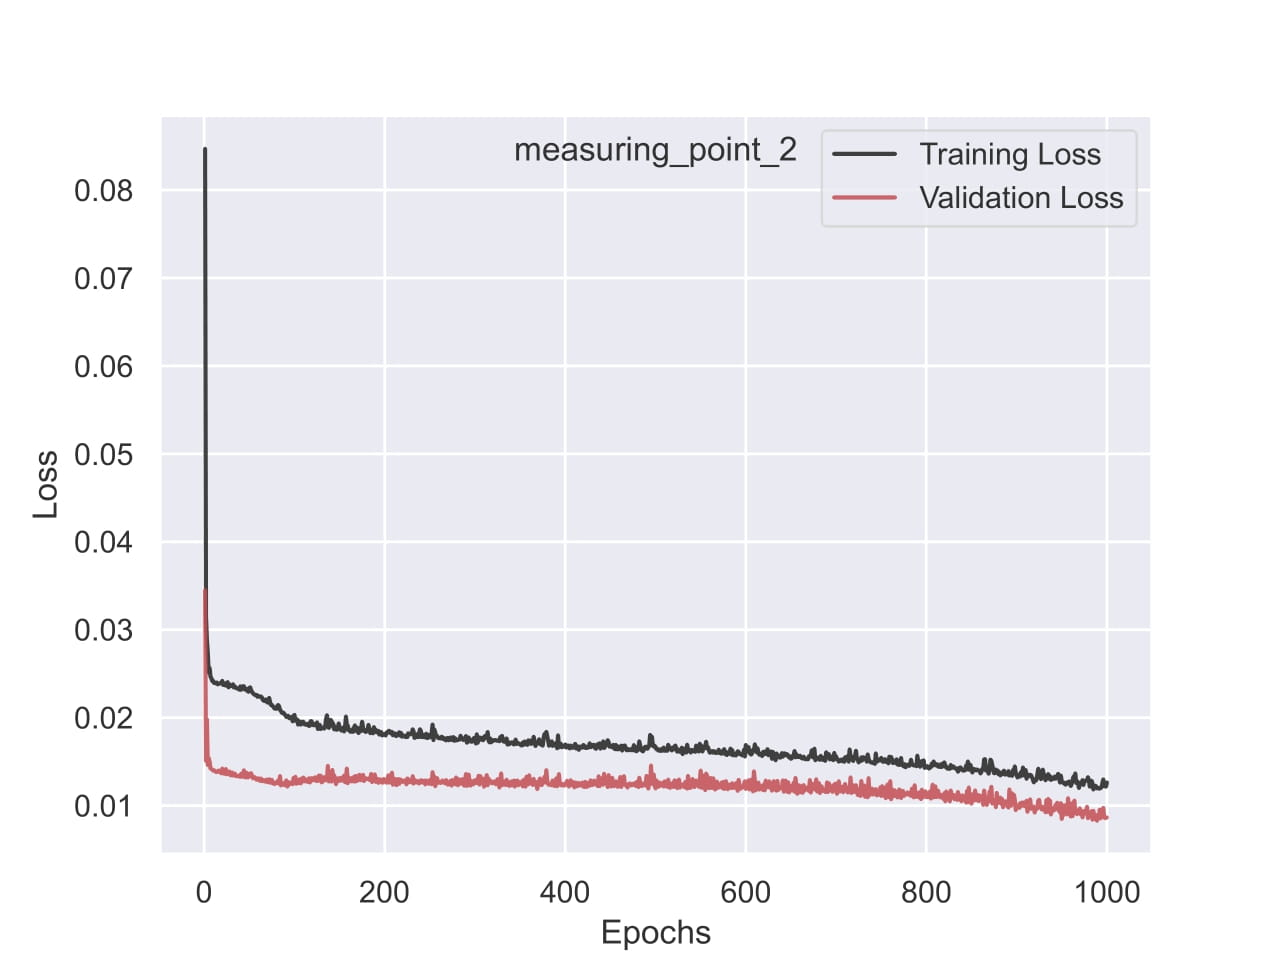 measuring_point_2
Training Loss
Validation Loss
0.08
0.07
0.06
0.05
0.04
0.03
0.02
0.01
Loss
0 200 400 600 800 1000
Epochs